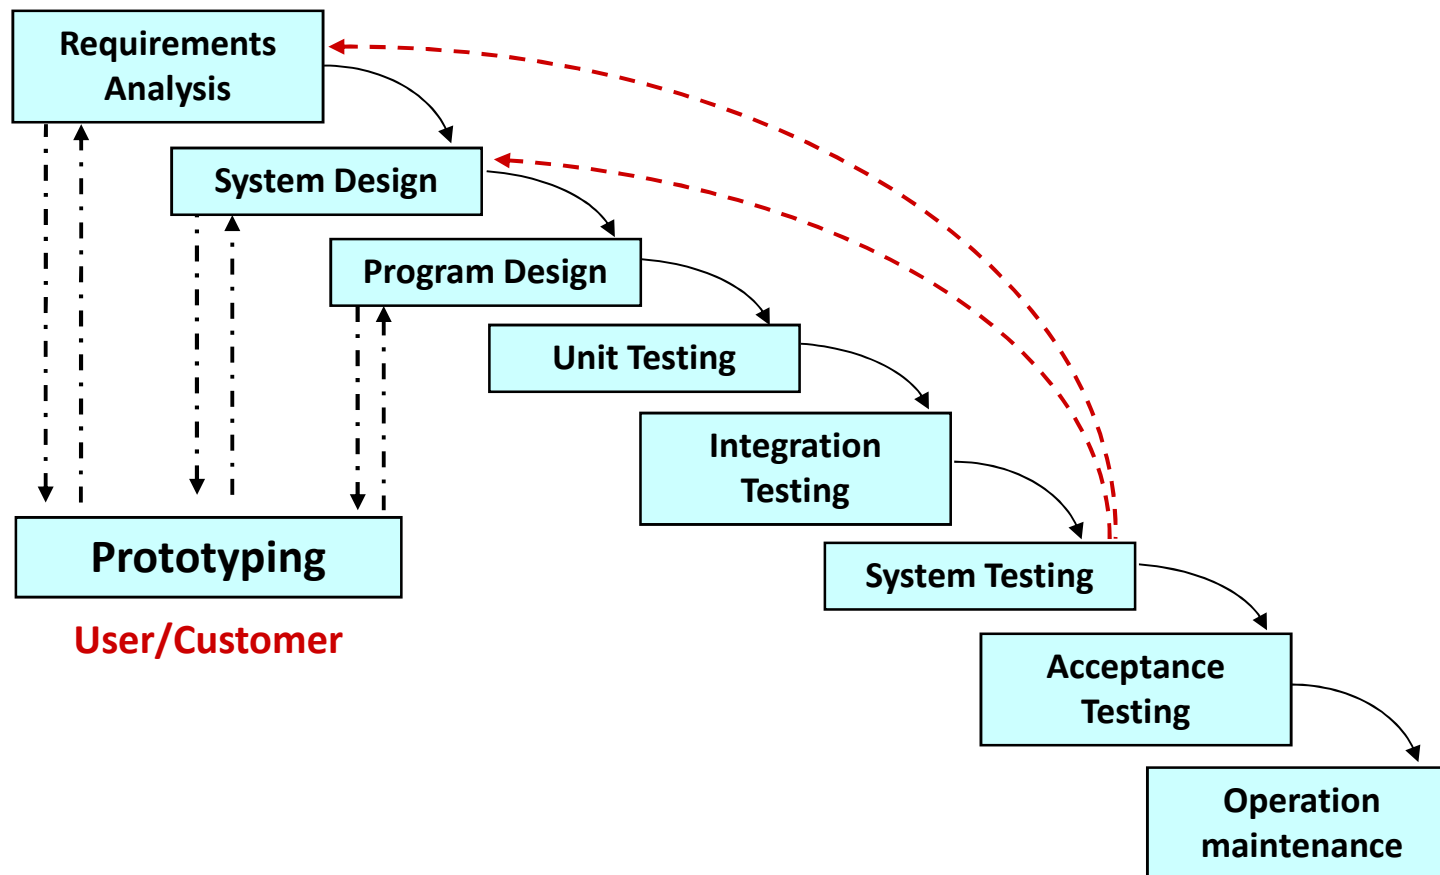 Requirements
Analysis
System Design
Program Design
Unit Testing
Integration
Testing
Prototyping
System Testing
User/Customer
Acceptance
Testing
Operation
maintenance